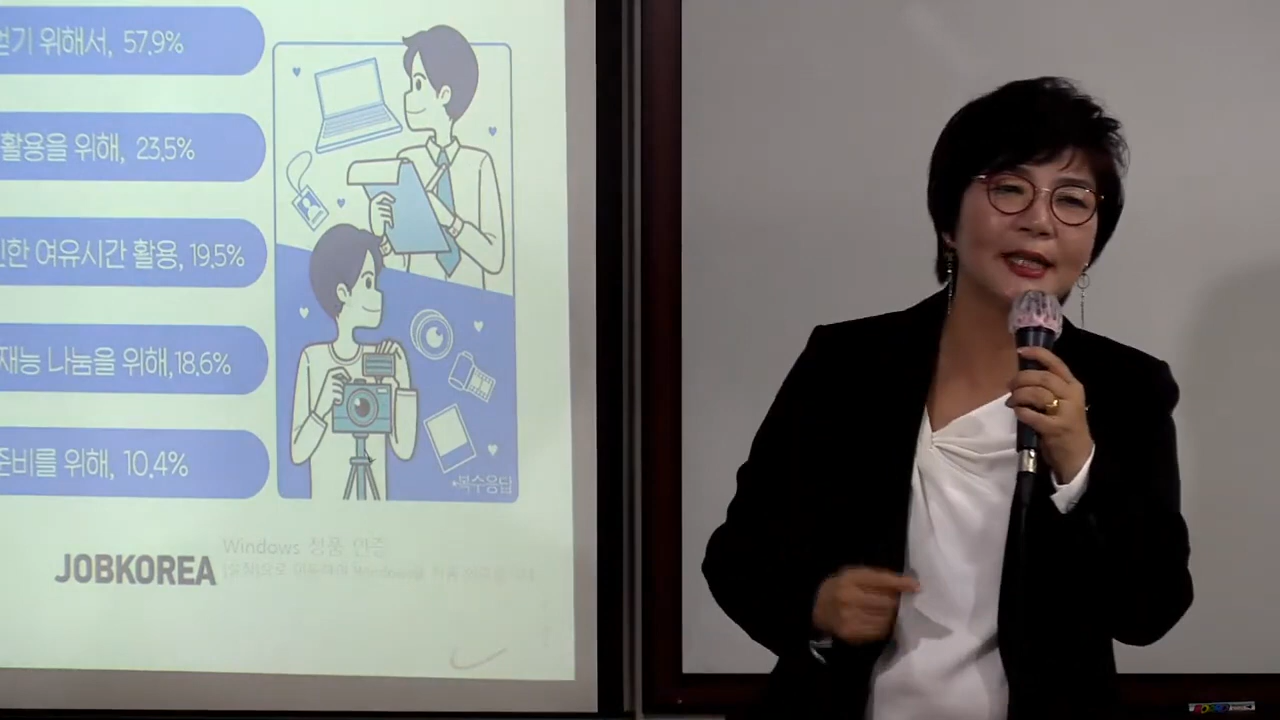 얻기 위해서, 57.9%
활용을 위해, 23.5%
한 여유시간 활용, 19.5%
재능 나눔을 위해, 18.6%
준비를 위해, 10.4%
*복수응답
JOBKOREA
Windows 정품 인증